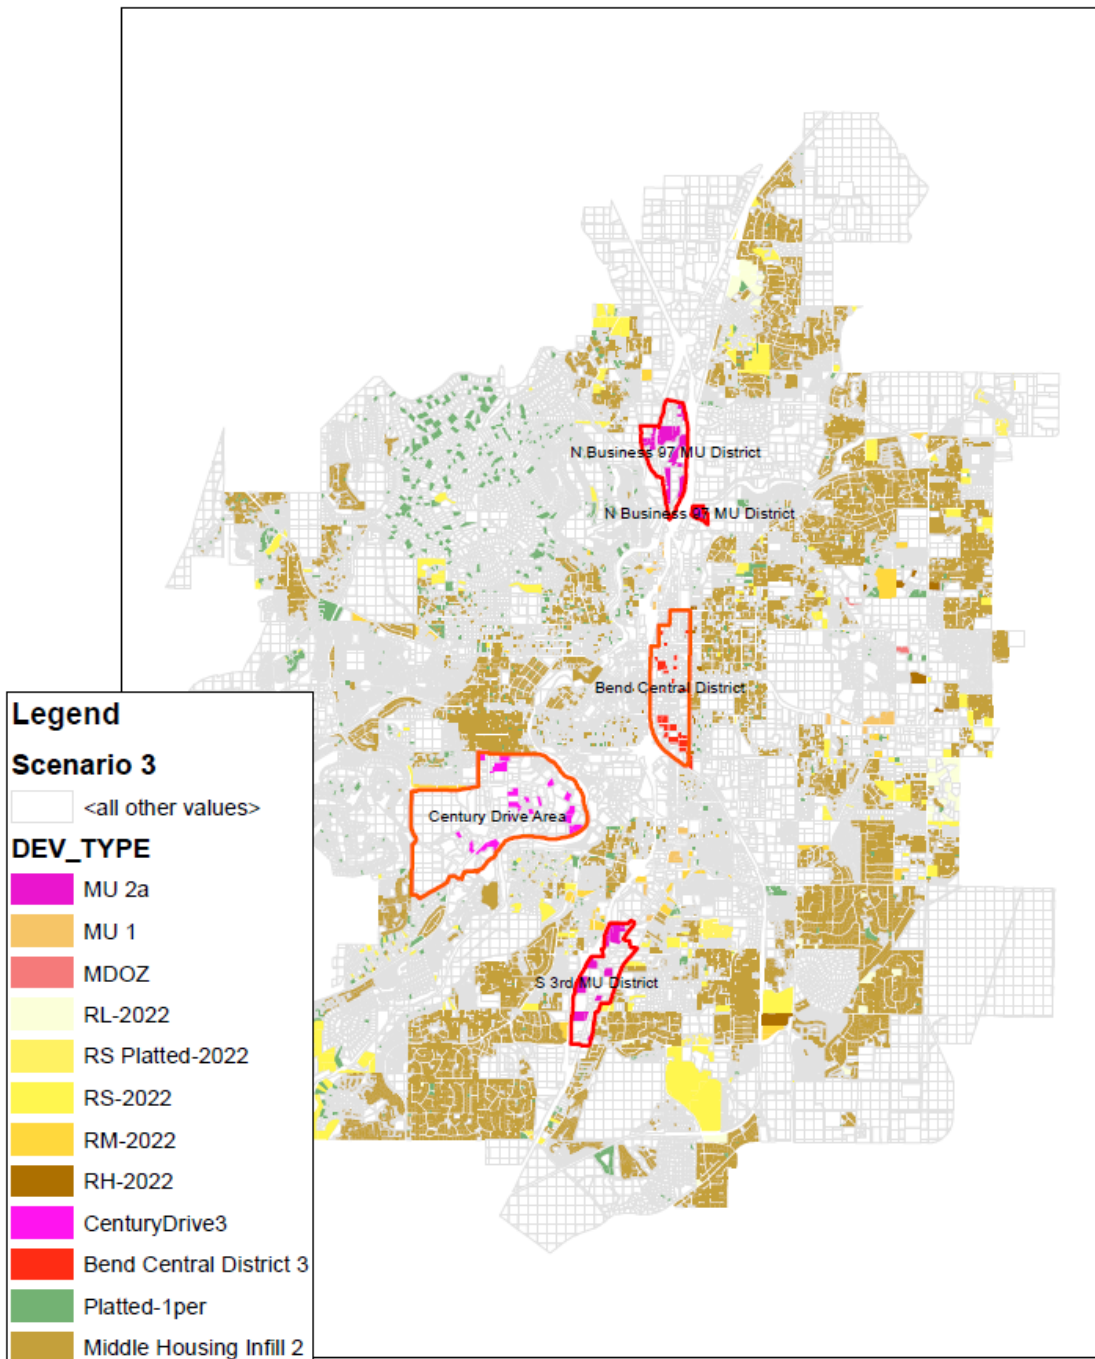 N Business 97 MU District
N Business 97 MU District
Bend Central District
Century Drive Area
S 3rd MU District
Legend
Scenario 3
<all other values>
DEV_TYPE
MU 2a
MU 1
MDOZ
RL-2022
RS Platted-2022
RS-2022
RM-2022
RH-2022
CenturyDrive3
Bend Central District 3
Platted-1per
Middle Housing Infill 2